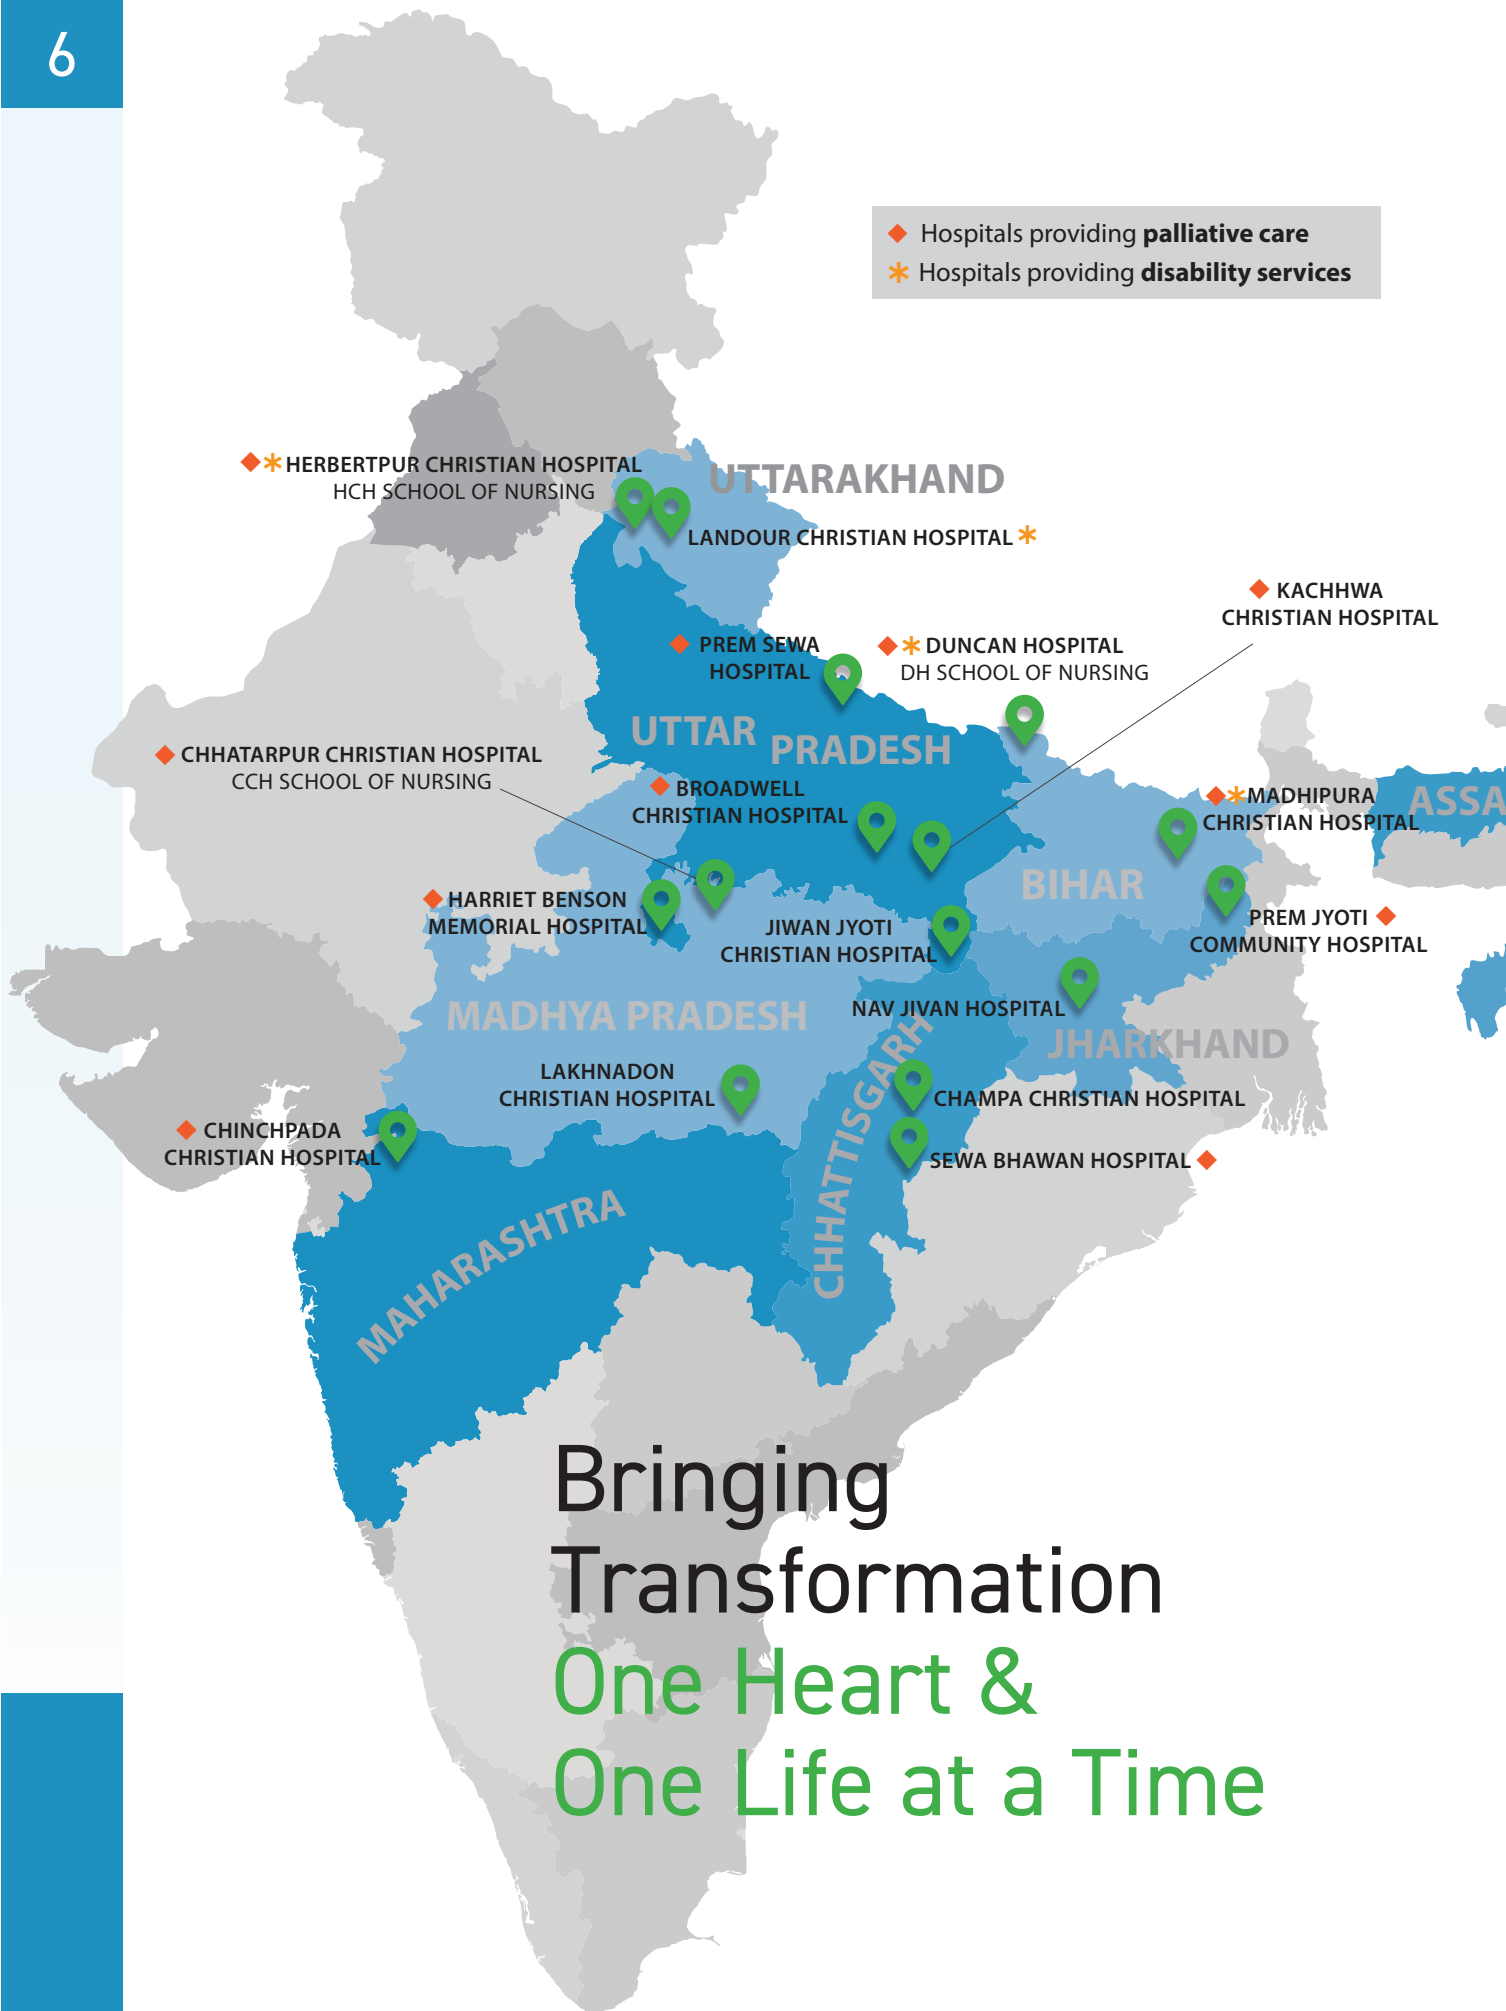 6
Hospitals providing palliative care
Hospitals providing disability services
HERBERTPUR CHRISTIAN HOSPITAL
HCH SCHOOL OF NURSING
UTTARAKHAND
LANDOUR CHRISTIAN HOSPITAL
KACHHWA
CHRISTIAN HOSPITAL
PREM SEWA
HOSPITAL
DUNCAN HOSPITAL
DH SCHOOL OF NURSING
UTTAR PRADESH
CHHATARPUR CHRISTIAN HOSPITAL
CCH SCHOOL OF NURSING
BROADWELL
CHRISTIAN HOSPITAL
MADHIPURA
CHRISTIAN HOSPITAL
ASSA
BIHAR
HARRIET BENSON
MEMORIAL HOSPITAL
JIWAN JYOTI
CHRISTIAN HOSPITAL
PREM JYOTI
COMMUNITY HOSPITAL
MADHYA PRADESH
NAV JIVAN HOSPITAL
JHARKHAND
LAKHNADON
CHRISTIAN HOSPITAL
CHHATTISGARH
CHAMPA CHRISTIAN HOSPITAL
CHINCHPADA
CHRISTIAN HOSPITAL
SEWA BHAWAN HOSPITAL
MAHARASHTRA
Bringing
Transformation
One Heart &
One Life at a Time